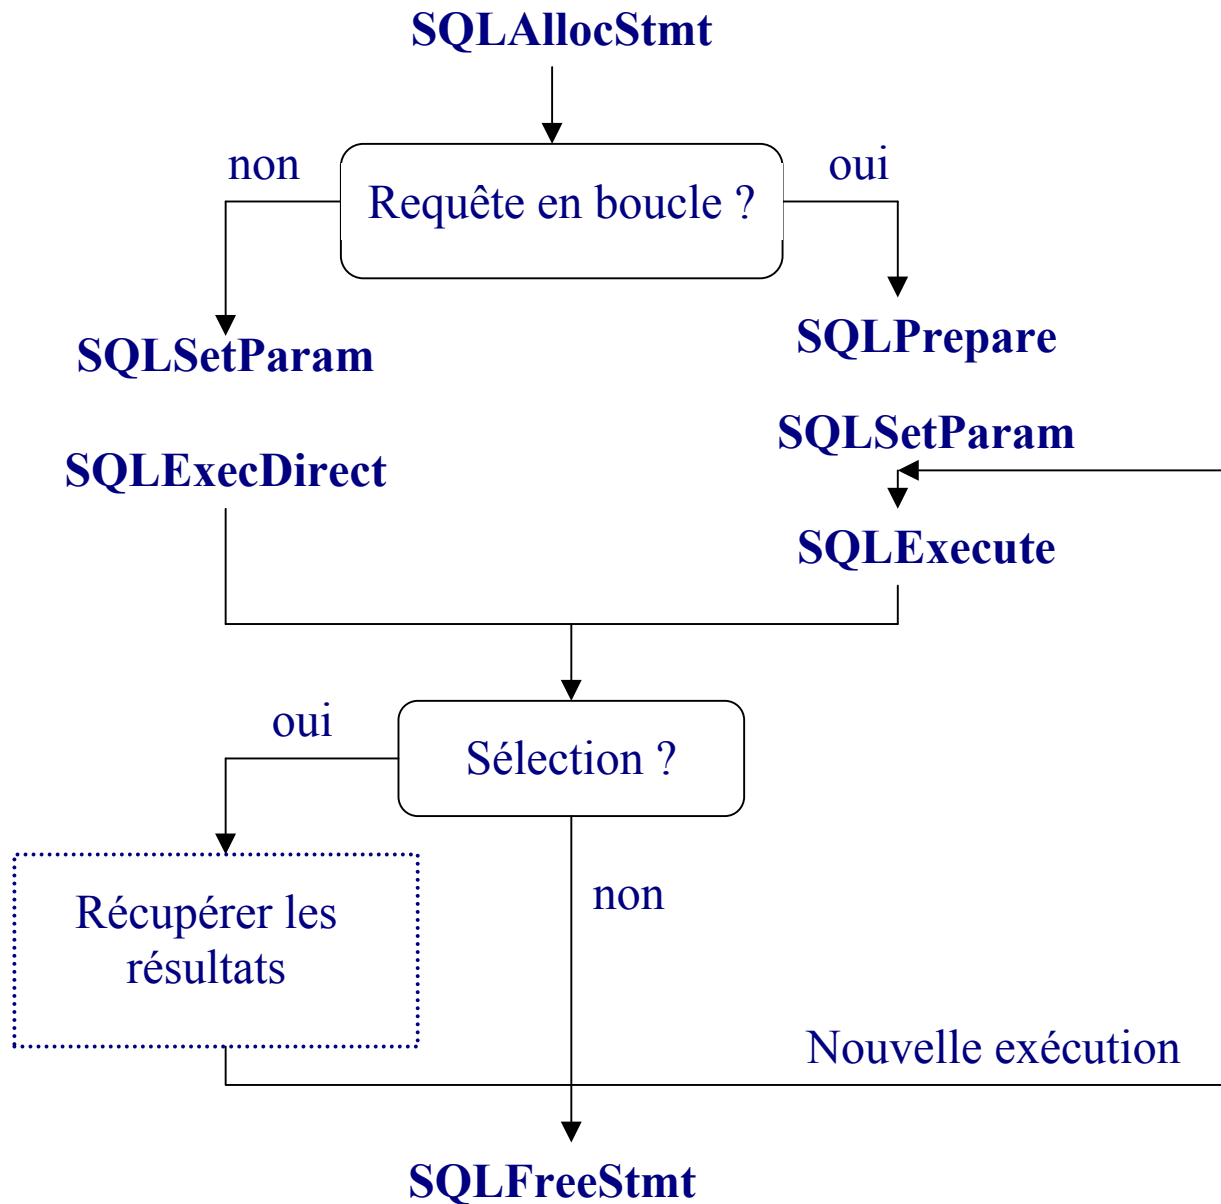 SQLAllocStmt
non
oui
Requête en boucle ?
SQLSetParam
SQLPrepare
SQLSetParam
SQLExecDirect
SQLExecute
oui
Sélection ?
non
Récupérer les
résultats
Nouvelle exécution
SQLFreeStmt